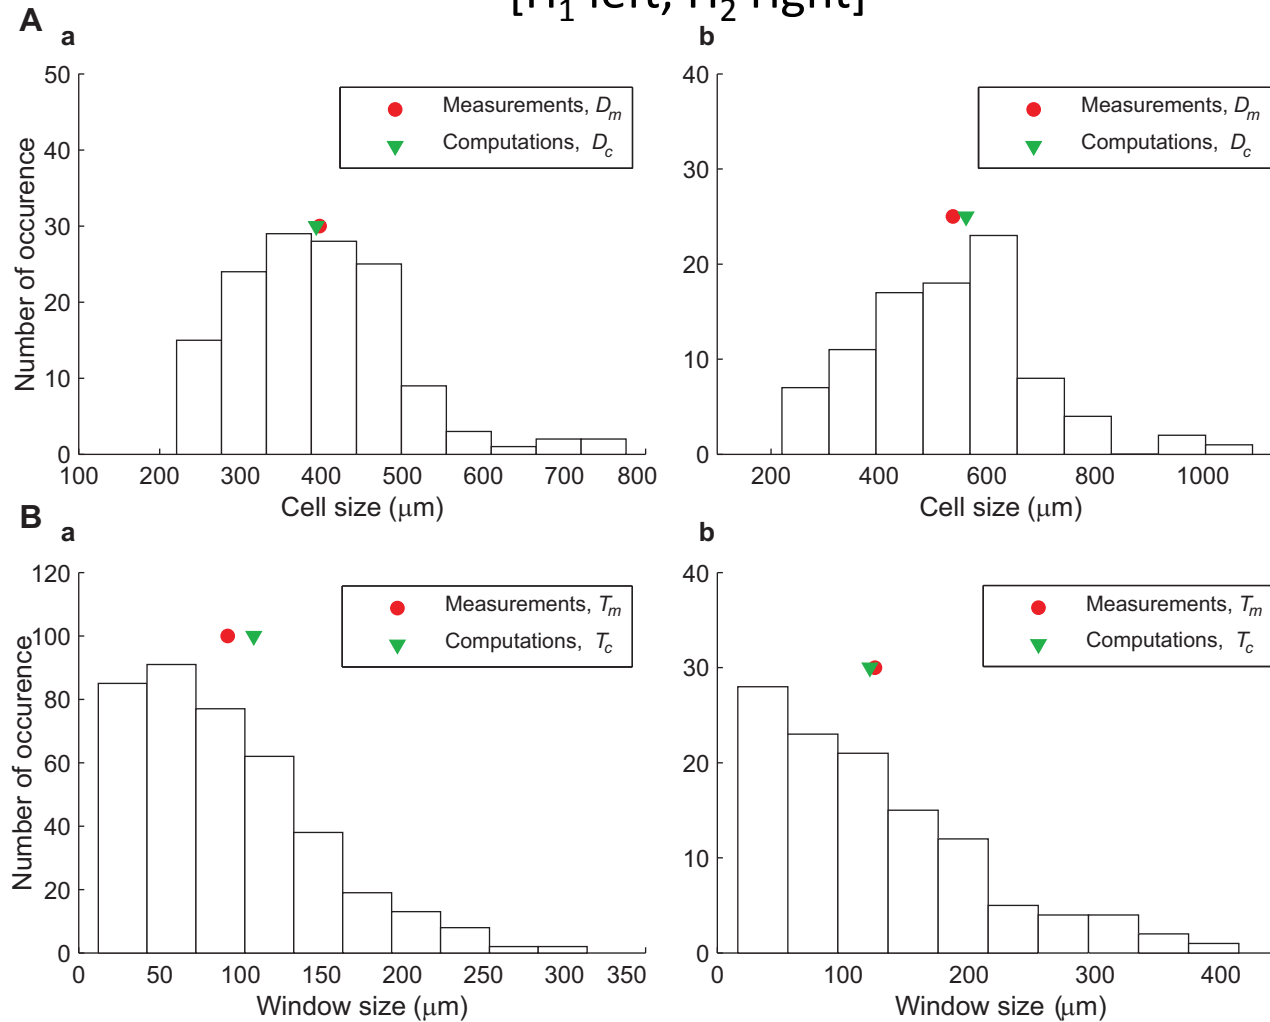 [H₁ left, H₂ right]
A
a
50
40
30
20
10
0
Number of occurence
Measurements, Dₘ
Computations, D꜀
100 200 300 400 500 600 700 800
Cell size (μm)
b
40
30
20
10
0
Measurements, Dₘ
Computations, D꜀
200 400 600 800 1000
Cell size (μm)
B
a
120
100
80
60
40
20
0
Number of occurence
Measurements, Tₘ
Computations, T꜀
0 50 100 150 200 250 300 350
Window size (μm)
b
40
30
20
10
0
Measurements, Tₘ
Computations, T꜀
0 100 200 300 400
Window size (μm)